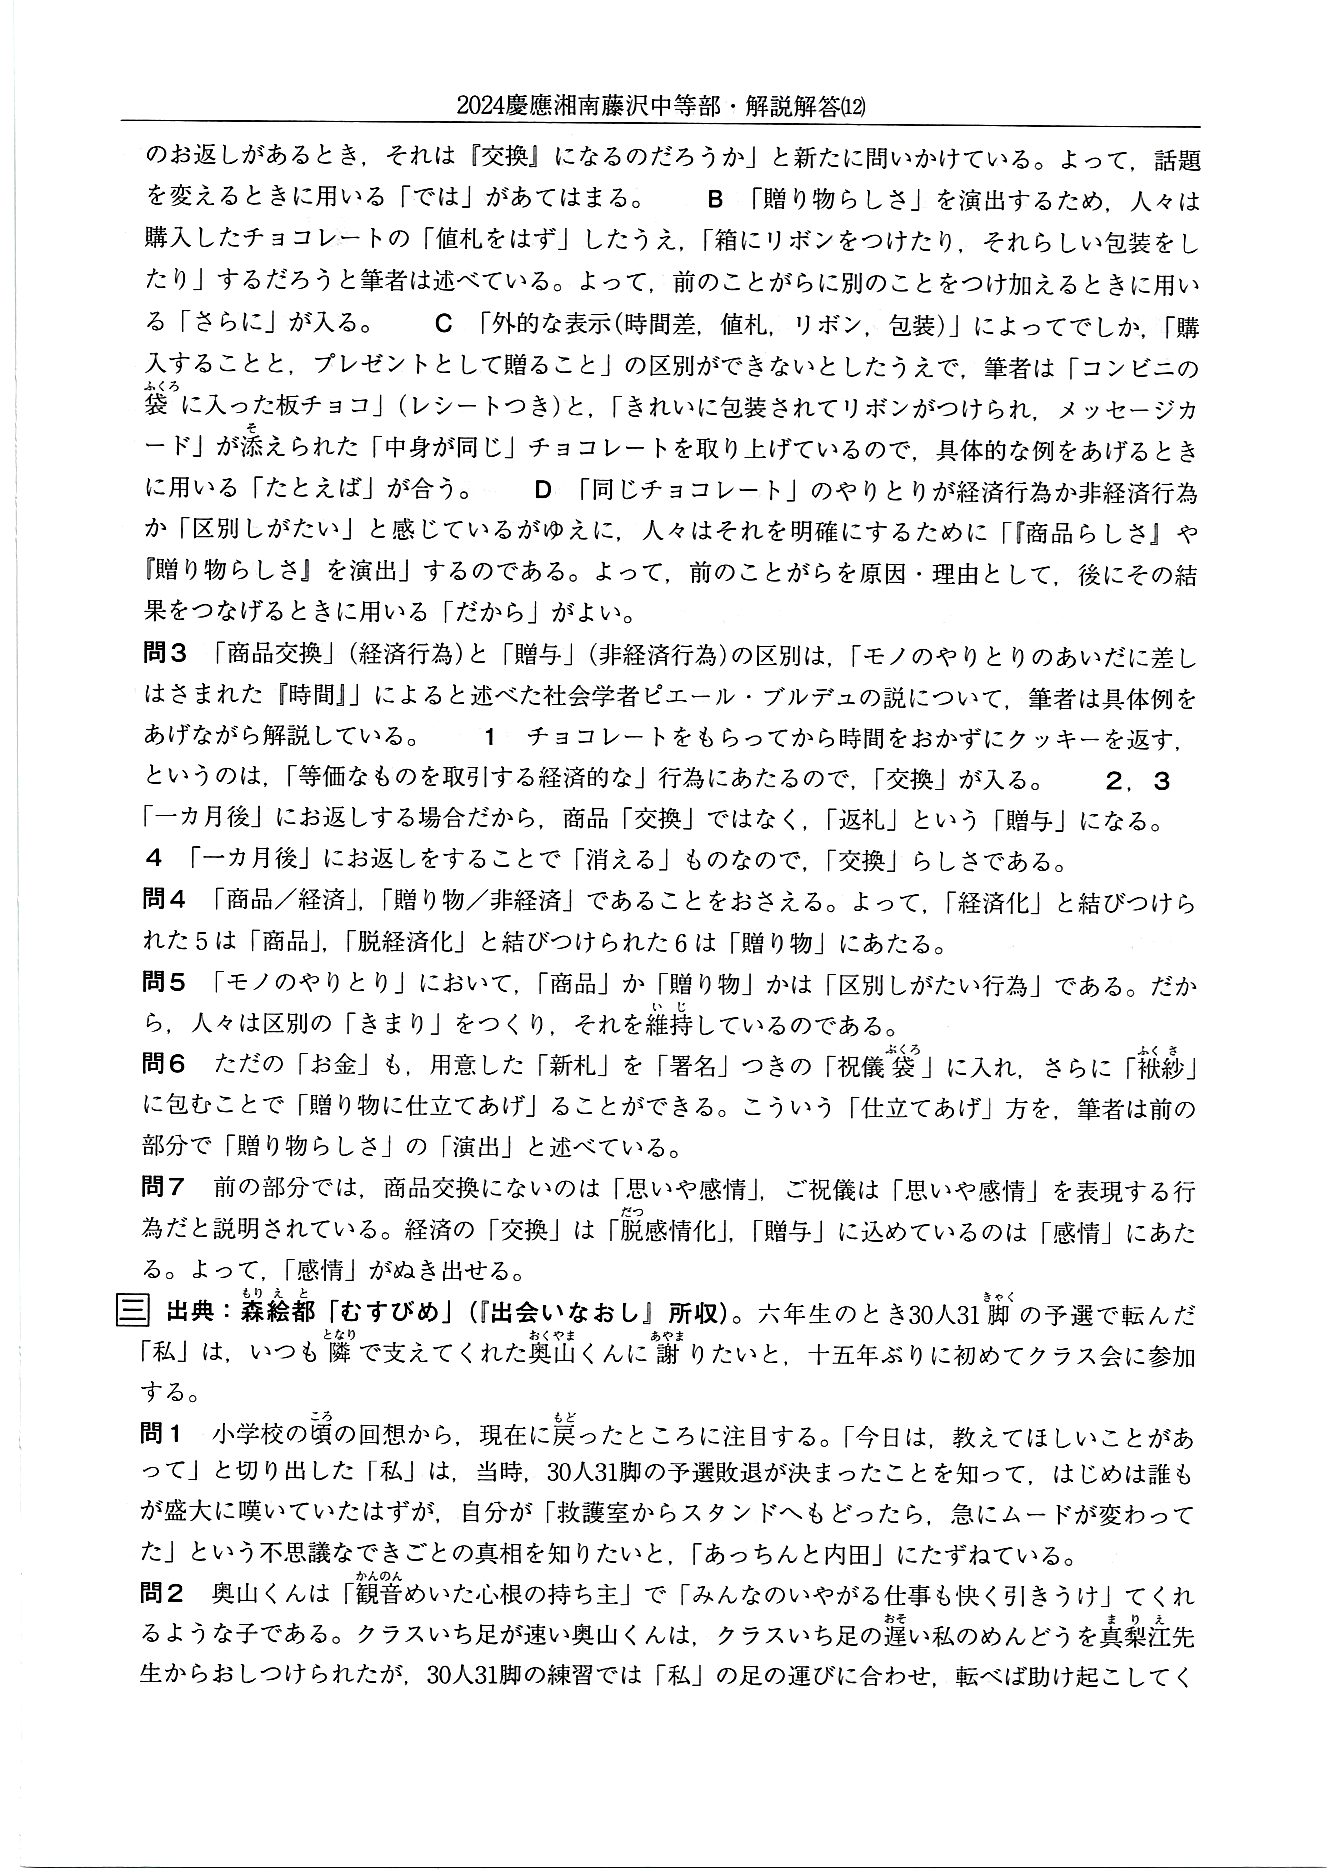 2024慶應湘南藤沢中等部・解説解答⑿
のお返しがあるとき，それは『交換』になるのだろうか」と新たに問いかけている。よって，話題
を変えるときに用いる「では」があてはまる。　　B　「贈り物らしさ」を演出するため，人々は
購入したチョコレートの「値札をはず」したうえ，「箱にリボンをつけたり，それらしい包装をし
たり」するだろうと筆者は述べている。よって，前のことがらに別のことをつけ加えるときに用い
る「さらに」が入る。　　C　「外的な表示(時間差，値札，リボン，包装)」によってでしか，「購
入することと，プレゼントとして贈ること」の区別ができないとしたうえで，筆者は「コンビニの
ふくろ
袋に入った板チョコ」(レシートつき)と，「きれいに包装されてリボンがつけられ，メッセージカ
そ
ード」が添えられた「中身が同じ」チョコレートを取り上げているので，具体的な例をあげるとき
に用いる「たとえば」が合う。　　D　「同じチョコレート」のやりとりが経済行為か非経済行為
か「区別しがたい」と感じているがゆえに，人々はそれを明確にするために「『商品らしさ』や
『贈り物らしさ』を演出」するのである。よって，前のことがらを原因・理由として，後にその結
果をつなげるときに用いる「だから」がよい。
問3　「商品交換」(経済行為)と「贈与」(非経済行為)の区別は，「モノのやりとりのあいだに差し
はさまれた『時間』」によると述べた社会学者ピエール・ブルデュの説について，筆者は具体例を
あげながら解説している。　　1　チョコレートをもらってから時間をおかずにクッキーを返す，
というのは，「等価なものを取引する経済的な」行為にあたるので，「交換」が入る。　　2，3
「一カ月後」にお返しする場合だから，商品「交換」ではなく，「返礼」という「贈与」になる。
4　「一カ月後」にお返しをすることで「消える」ものなので，「交換」らしさである。
問4　「商品／経済」，「贈り物／非経済」であることをおさえる。よって，「経済化」と結びつけら
れた5は「商品」，「脱経済化」と結びつけられた6は「贈り物」にあたる。
問5　「モノのやりとり」において，「商品」か「贈り物」かは「区別しがたい行為」である。だか
いじ
ら，人々は区別の「きまり」をつくり，それを維持しているのである。
ぶくろ　ふくさ
問6　ただの「お金」も，用意した「新札」を「署名」つきの「祝儀袋」に入れ，さらに「袱紗」
に包むことで「贈り物に仕立てあげ」ることができる。こういう「仕立てあげ」方を，筆者は前の
部分で「贈り物らしさ」の「演出」と述べている。
問7　前の部分では，商品交換にないのは「思いや感情」，ご祝儀は「思いや感情」を表現する行
だつ
為だと説明されている。経済の「交換」は「脱感情化」，「贈与」に込めているのは「感情」にあた
る。よって，「感情」がぬき出せる。
もりえと　きゃく
三　出典：森絵都「むすびめ」(『出会いなおし』所収)。六年生のとき30人31脚の予選で転んだ
となり　おくやま　あやま
「私」は，いつも隣で支えてくれた奥山くんに謝りたいと，十五年ぶりに初めてクラス会に参加
する。
ころ　もど
問1　小学校の頃の回想から，現在に戻ったところに注目する。「今日は，教えてほしいことがあ
って」と切り出した「私」は，当時，30人31脚の予選敗退が決まったことを知って，はじめは誰も
が盛大に嘆いていたはずが，自分が「救護室からスタンドへもどったら，急にムードが変わって
た」という不思議なできごとの真相を知りたいと，「あっちんと内田」にたずねている。
かんのん
問2　奥山くんは「観音めいた心根の持ち主」で「みんなのいやがる仕事も快く引きうけ」てくれ
おそ　まりえ
るような子である。クラスいち足が速い奥山くんは，クラスいち足の遅い私のめんどうを真梨江先
生からおしつけられたが，30人31脚の練習では「私」の足の運びに合わせ，転べば助け起こしてく